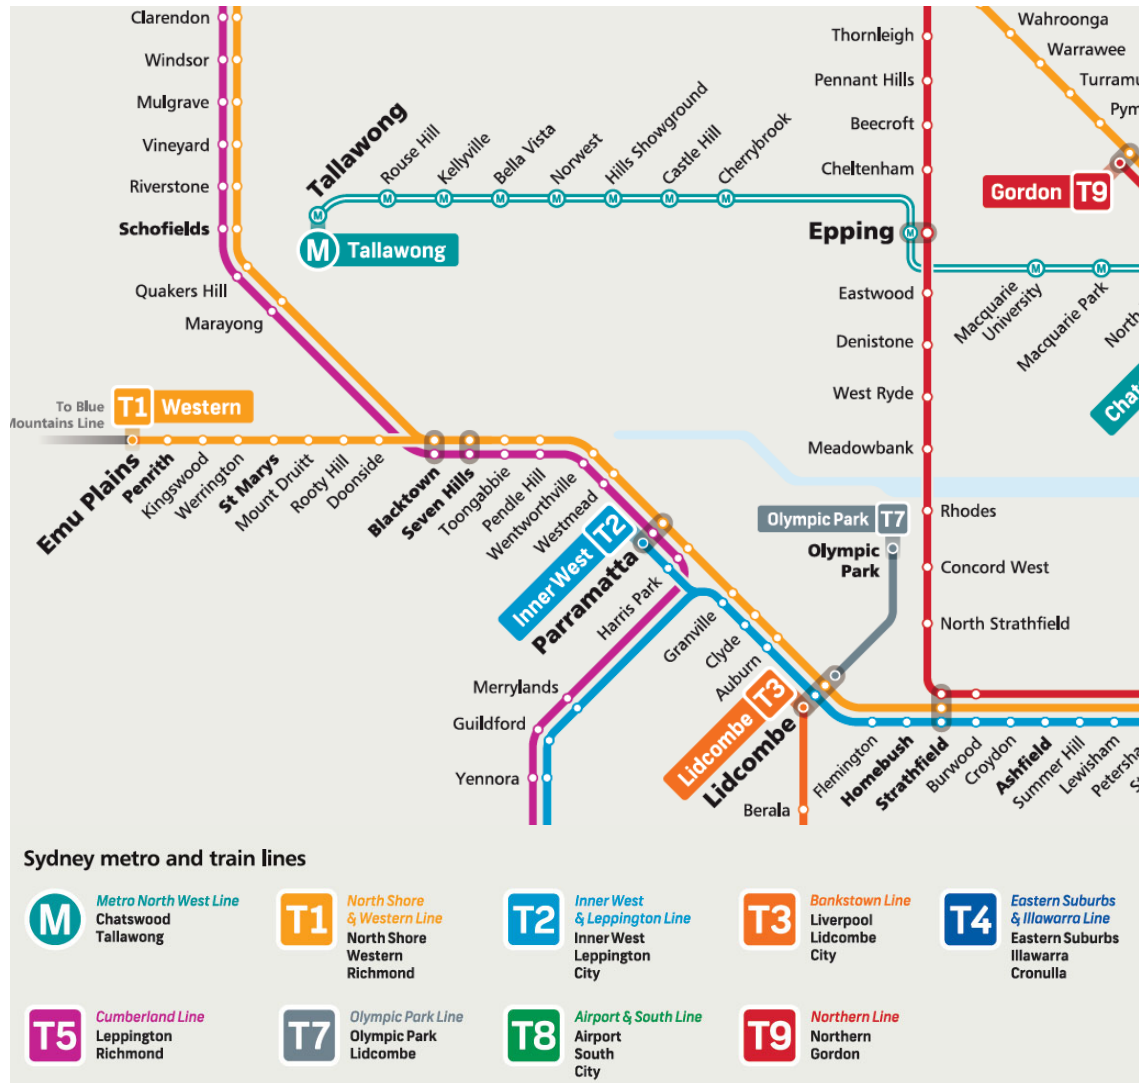 Clarendon
Windsor
Mulgrave
Vineyard
Riverstone
Schofields
Quakers Hill
Marayong
Tallawong
Rouse Hill
Kellyville
Bella Vista
Norwest
Hills Showground
Castle Hill
Cherrybrook
M Tallawong
Thornleigh
Pennant Hills
Beecroft
Cheltenham
Epping
Eastwood
Denistone
West Ryde
Meadowbank
Wahroonga
Warrawee
Turramu
Pym
Gordon T9
Macquarie
University
Macquarie Park
North
Chat
To Blue
Mountains Line
T1 Western
Emu Plains
Penrith
Kingswood
Werrington
St Marys
Mount Druitt
Rooty Hill
Doonside
Blacktown
Seven Hills
Toongabbie
Pendle Hill
Wentworthville
Westmead
Inner West T2
Parramatta
Harris Park
Granville
Clyde
Auburn
Lidcombe T3
Lidcombe
Olympic Park T7
Olympic
Park
Rhodes
Concord West
North Strathfield
Merrylands
Guildford
Yennora
Berala
Flemington
Homebush
Strathfield
Burwood
Croydon
Ashfield
Summer Hill
Lewisham
Petersha
St
Sydney metro and train lines
M
Metro North West Line
Chatswood
Tallawong
T1
North Shore
& Western Line
North Shore
Western
Richmond
T2
Inner West
& Leppington Line
Inner West
Leppington
City
T3
Bankstown Line
Liverpool
Lidcombe
City
T4
Eastern Suburbs
& Illawarra Line
Eastern Suburbs
Illawarra
Cronulla
T5
Cumberland Line
Leppington
Richmond
T7
Olympic Park Line
Olympic Park
Lidcombe
T8
Airport & South Line
Airport
South
City
T9
Northern Line
Northern
Gordon